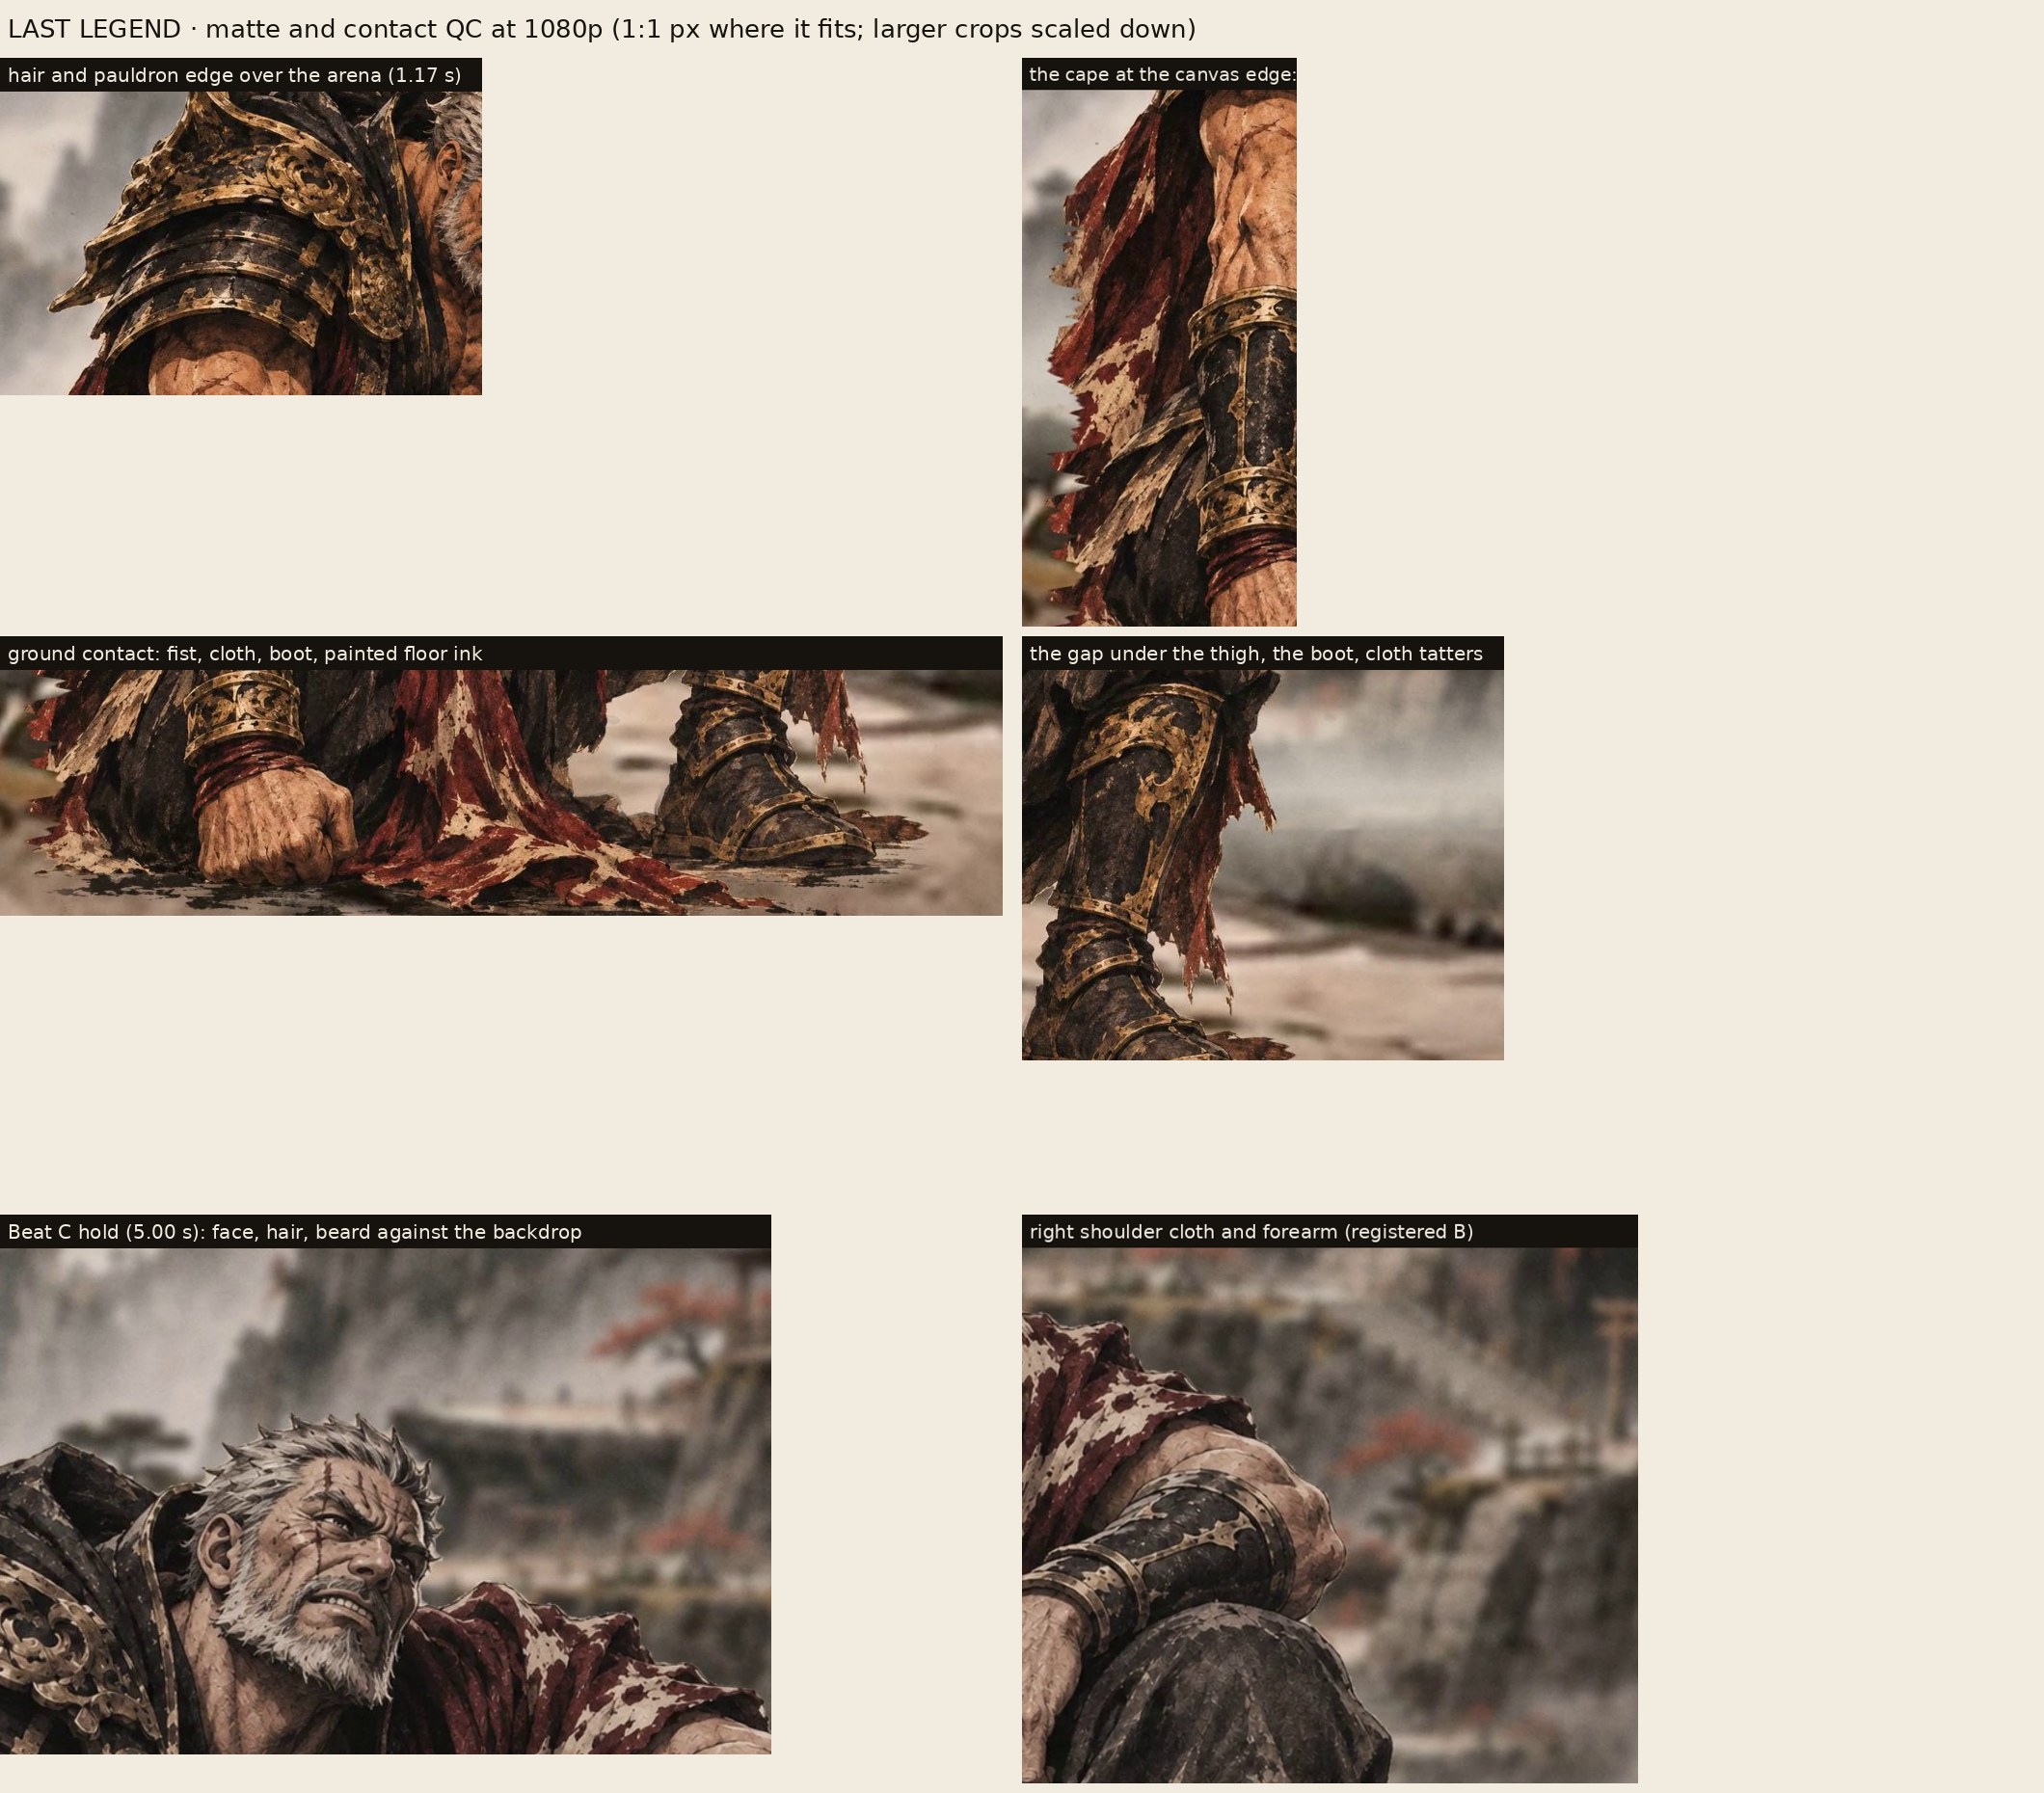 LAST LEGEND · matte and contact QC at 1080p (1:1 px where it fits; larger crops scaled down)
hair and pauldron edge over the arena (1.17 s)
the cape at the canvas edge:
ground contact: fist, cloth, boot, painted floor ink
the gap under the thigh, the boot, cloth tatters
Beat C hold (5.00 s): face, hair, beard against the backdrop
right shoulder cloth and forearm (registered B)